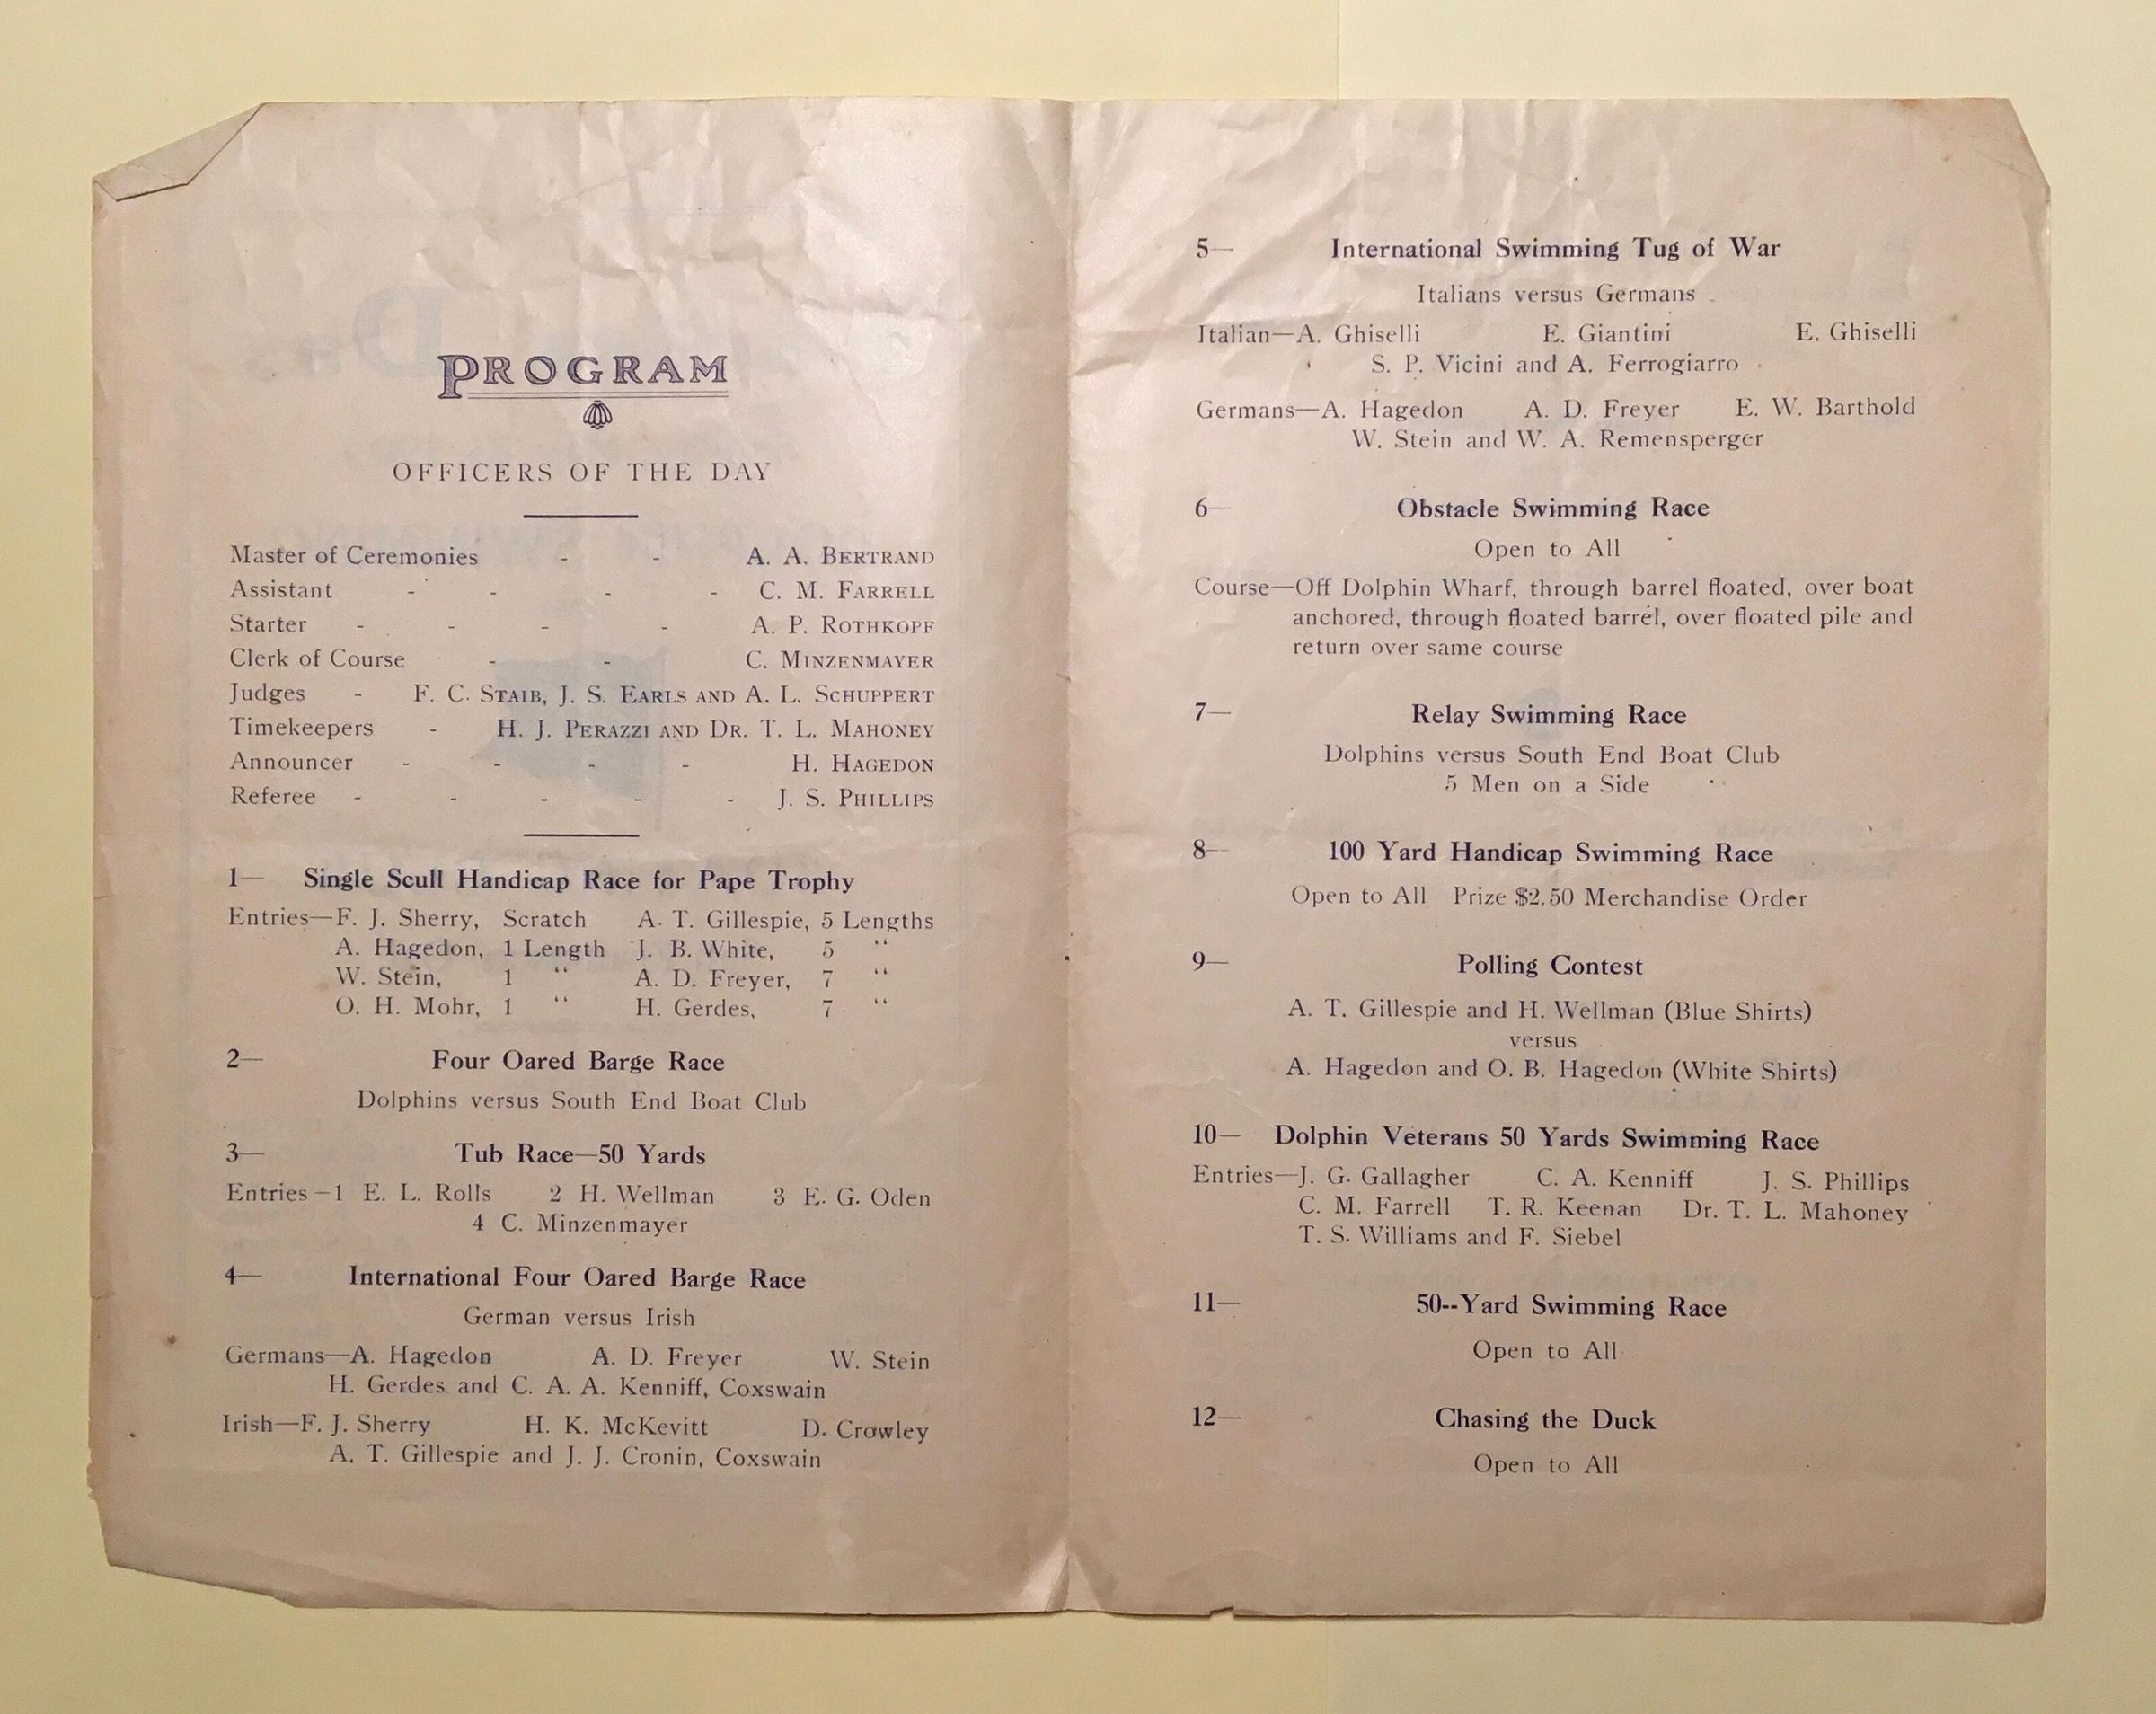 PROGRAM
OFFICERS OF THE DAY
Master of Ceremonies - - A. A. BERTRAND
Assistant - - - - C. M. FARRELL
Starter - - - - A. P. ROTHKOPF
Clerk of Course - - C. MINZENMAYER
Judges - F. C. STAIB, J. S. EARLS AND A. L. SCHUPPERT
Timekeepers - H. J. PERAZZI AND DR. T. L. MAHONEY
Announcer - - - - H. HAGEDON
Referee - - - - - J. S. PHILLIPS
1— Single Scull Handicap Race for Pape Trophy
Entries—F. J. Sherry, Scratch A. T. Gillespie, 5 Lengths
A. Hagedon, 1 Length J. B. White, 5 “
W. Stein, 1 “ A. D. Freyer, 7 “
O. H. Mohr, 1 “ H. Gerdes, 7 “
2— Four Oared Barge Race
Dolphins versus South End Boat Club
3— Tub Race—50 Yards
Entries—1 E. L. Rolls 2 H. Wellman 3 E. G. Oden
4 C. Minzenmayer
4— International Four Oared Barge Race
German versus Irish
Germans—A. Hagedon A. D. Freyer W. Stein
H. Gerdes and C. A. A. Kenniff, Coxswain
Irish—F. J. Sherry H. K. McKevitt D. Crowley
A. T. Gillespie and J. J. Cronin, Coxswain
5— International Swimming Tug of War
Italians versus Germans
Italian—A. Ghiselli E. Giantini E. Ghiselli
S. P. Vicini and A. Ferrogiarro
Germans—A. Hagedon A. D. Freyer E. W. Barthold
W. Stein and W. A. Remensperger
6— Obstacle Swimming Race
Open to All
Course—Off Dolphin Wharf, through barrel floated, over boat
anchored, through floated barrel, over floated pile and
return over same course
7— Relay Swimming Race
Dolphins versus South End Boat Club
5 Men on a Side
8— 100 Yard Handicap Swimming Race
Open to All Prize $2.50 Merchandise Order
9— Polling Contest
A. T. Gillespie and H. Wellman (Blue Shirts)
versus
A. Hagedon and O. B. Hagedon (White Shirts)
10— Dolphin Veterans 50 Yards Swimming Race
Entries—J. G. Gallagher C. A. Kenniff J. S. Phillips
C. M. Farrell T. R. Keenan Dr. T. L. Mahoney
T. S. Williams and F. Siebel
11— 50--Yard Swimming Race
Open to All
12— Chasing the Duck
Open to All